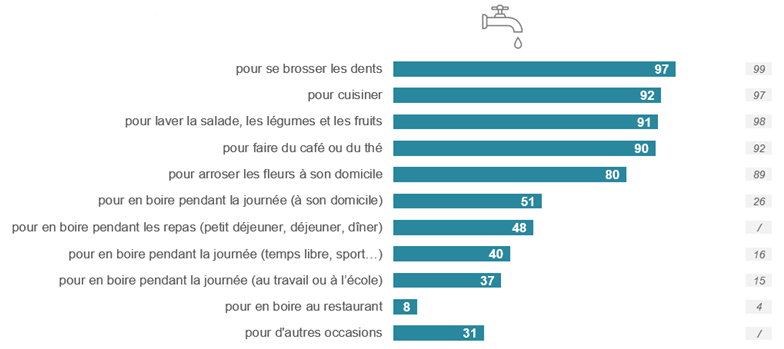 pour se brosser les dents 97 99
pour cuisiner 92 97
pour laver la salade, les légumes et les fruits 91 98
pour faire du café ou du thé 90 92
pour arroser les fleurs à son domicile 80 89
pour en boire pendant la journée (à son domicile) 51 26
pour en boire pendant les repas (petit déjeuner, déjeuner, dîner) 48 /
pour en boire pendant la journée (temps libre, sport…) 40 16
pour en boire pendant la journée (au travail ou à l’école) 37 15
pour en boire au restaurant 8 4
pour d'autres occasions 31 /